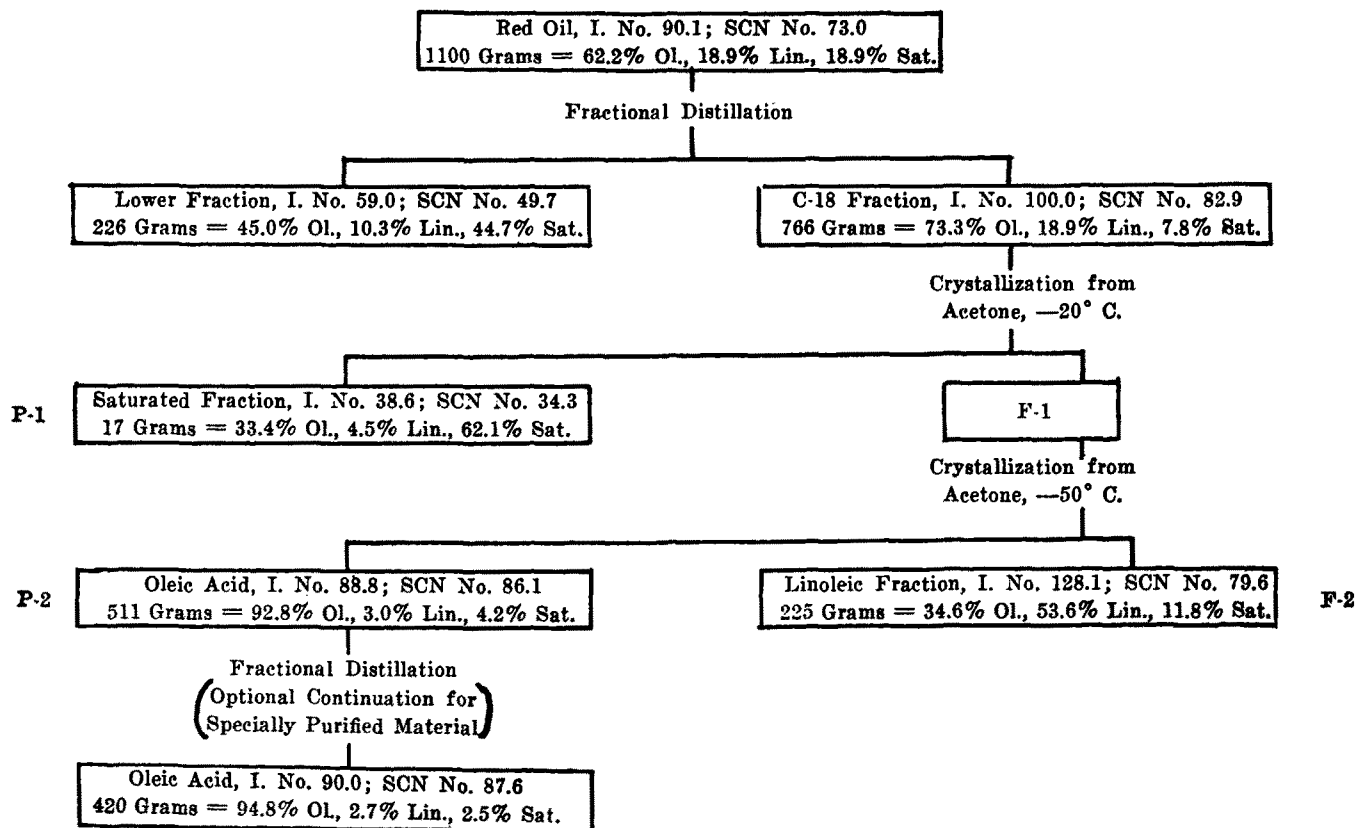 Red Oil, I. No. 90.1; SCN No. 73.0
1100 Grams = 62.2% Ol., 18.9% Lin., 18.9% Sat.
Fractional Distillation
Lower Fraction, I. No. 59.0; SCN No. 49.7
226 Grams = 45.0% Ol., 10.3% Lin., 44.7% Sat.
C-18 Fraction, I. No. 100.0; SCN No. 82.9
766 Grams = 73.3% Ol., 18.9% Lin., 7.8% Sat.
Crystallization from
Acetone, —20° C.
P-1
Saturated Fraction, I. No. 38.6; SCN No. 34.3
17 Grams = 33.4% Ol., 4.5% Lin., 62.1% Sat.
F-1
Crystallization from
Acetone, —50° C.
P-2
Oleic Acid, I. No. 88.8; SCN No. 86.1
511 Grams = 92.8% Ol., 3.0% Lin., 4.2% Sat.
Linoleic Fraction, I. No. 128.1; SCN No. 79.6
225 Grams = 34.6% Ol., 53.6% Lin., 11.8% Sat.
F-2
Fractional Distillation
(Optional Continuation for
Specially Purified Material)
Oleic Acid, I. No. 90.0; SCN No. 87.6
420 Grams = 94.8% Ol., 2.7% Lin., 2.5% Sat.